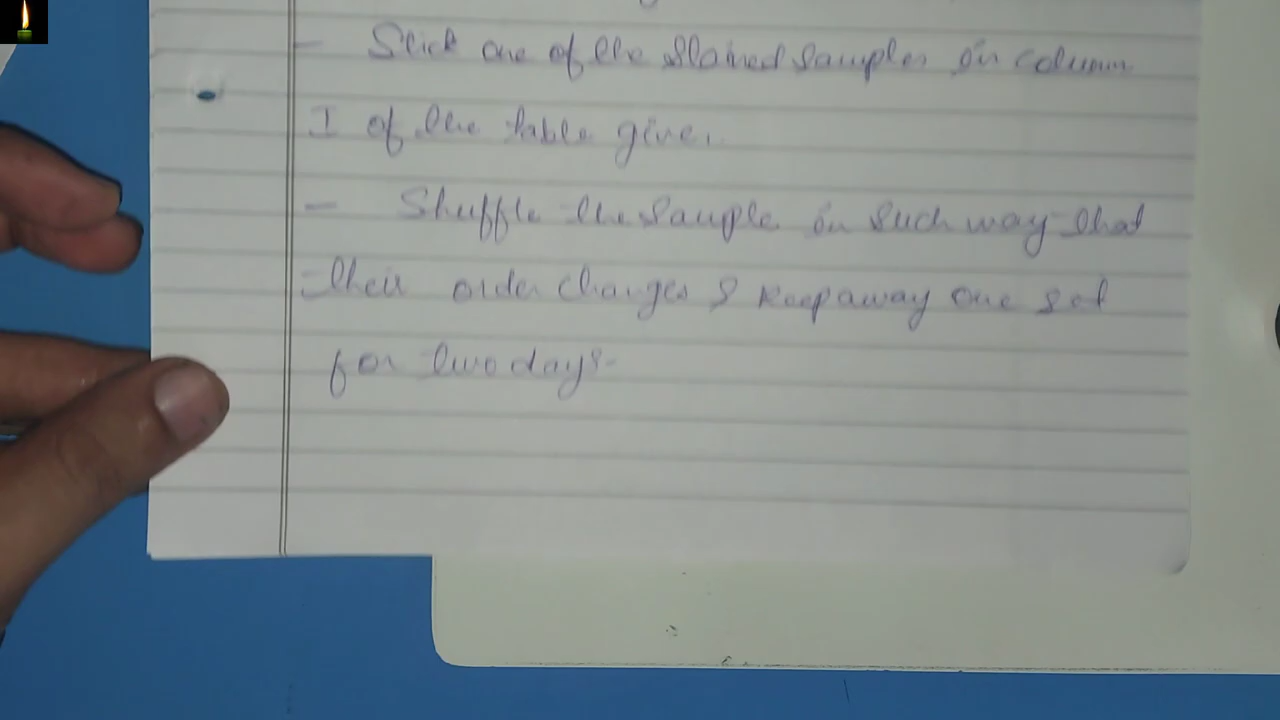 - Stick one of the stained samples in column
I of the table give.
- Shuffle the sample in such way that
their order changes & keep away one set
for two days.